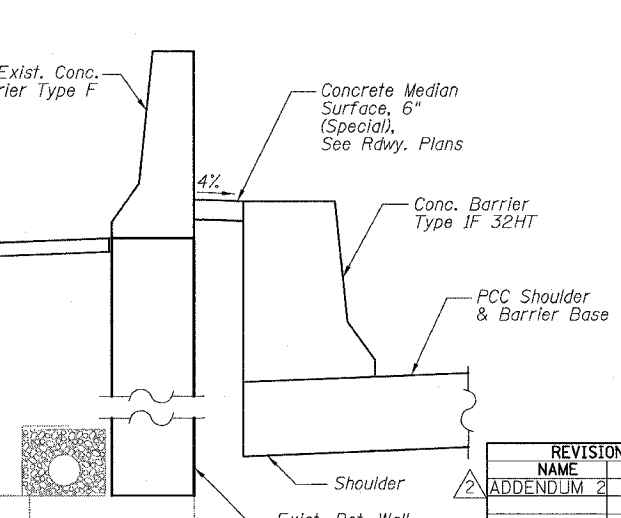 Exist. Conc.
rier Type F
Concrete Median
Surface, 6"
(Special),
See Rdwy. Plans
4%
Conc. Barrier
Type 1F 32HT
PCC Shoulder
& Barrier Base
Shoulder
Exist. Ret. Wall
REVISION
NAME
2
ADDENDUM 2